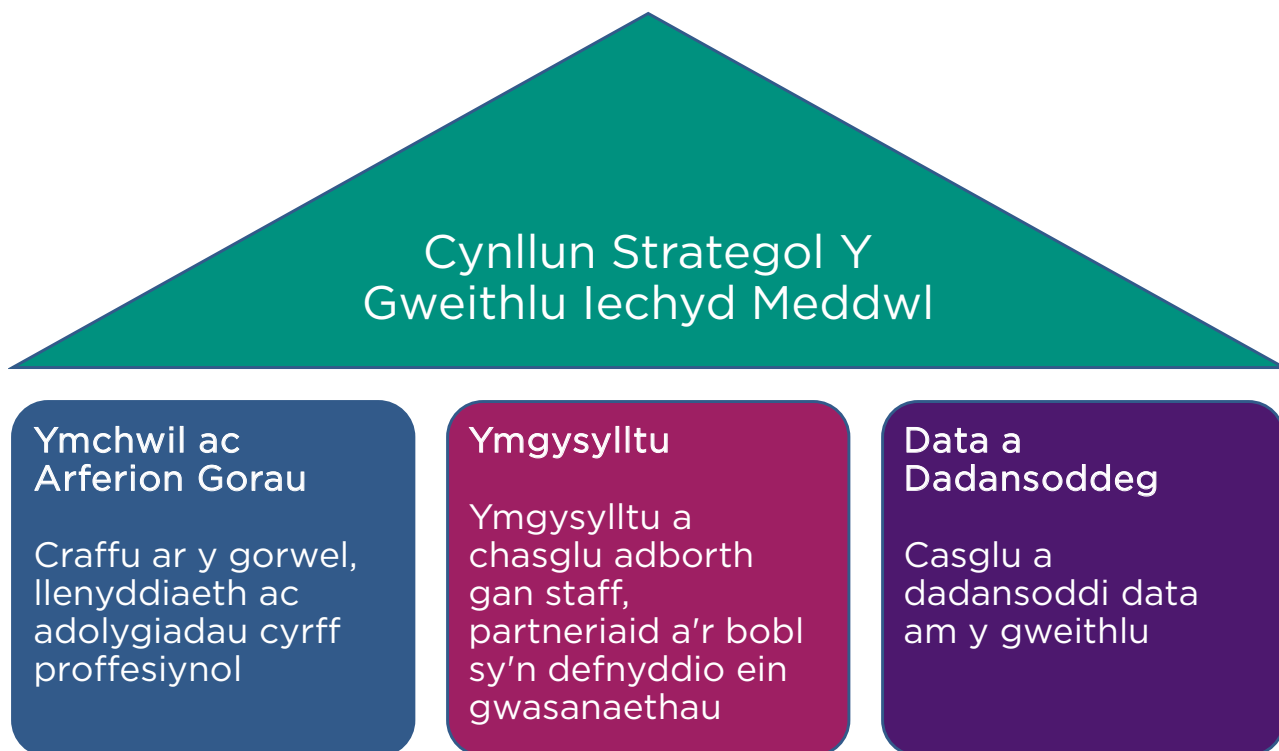 Cynllun Strategol Y
Gweithlu Iechyd Meddwl
Ymchwil ac
Arferion Gorau
Craffu ar y gorwel,
llenyddiaeth ac
adolygiadau cyrff
proffesiynol
Ymgysylltu
Ymgysylltu a
chasglu adborth
gan staff,
partneriaid a'r bobl
sy'n defnyddio ein
gwasanaethau
Data a
Dadansoddeg
Casglu a
dadansoddi data
am y gweithlu